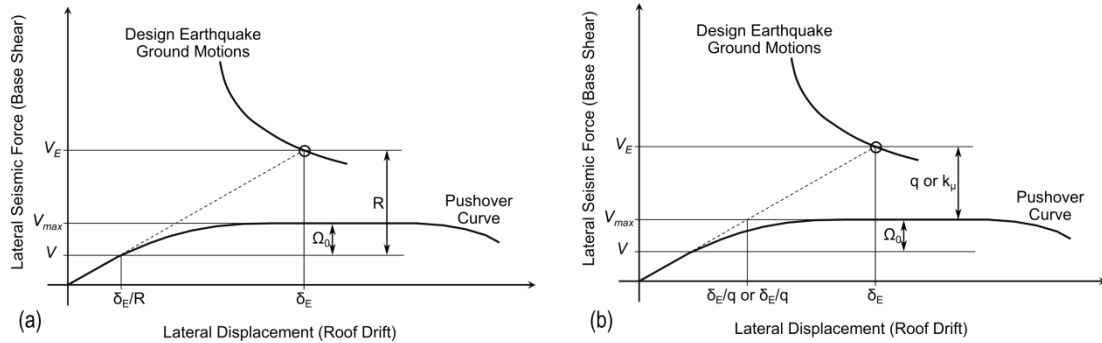 Lateral Seismic Force (Base Shear)
Design Earthquake
Ground Motions
V_E
V_max
V
R
Ω₀
Pushover
Curve
δ_E/R
δ_E
(a)
Lateral Displacement (Roof Drift)
Lateral Seismic Force (Base Shear)
Design Earthquake
Ground Motions
V_E
V_max
V
q or k_μ
Ω₀
Pushover
Curve
δ_E/q or δ_E/q
δ_E
(b)
Lateral Displacement (Roof Drift)